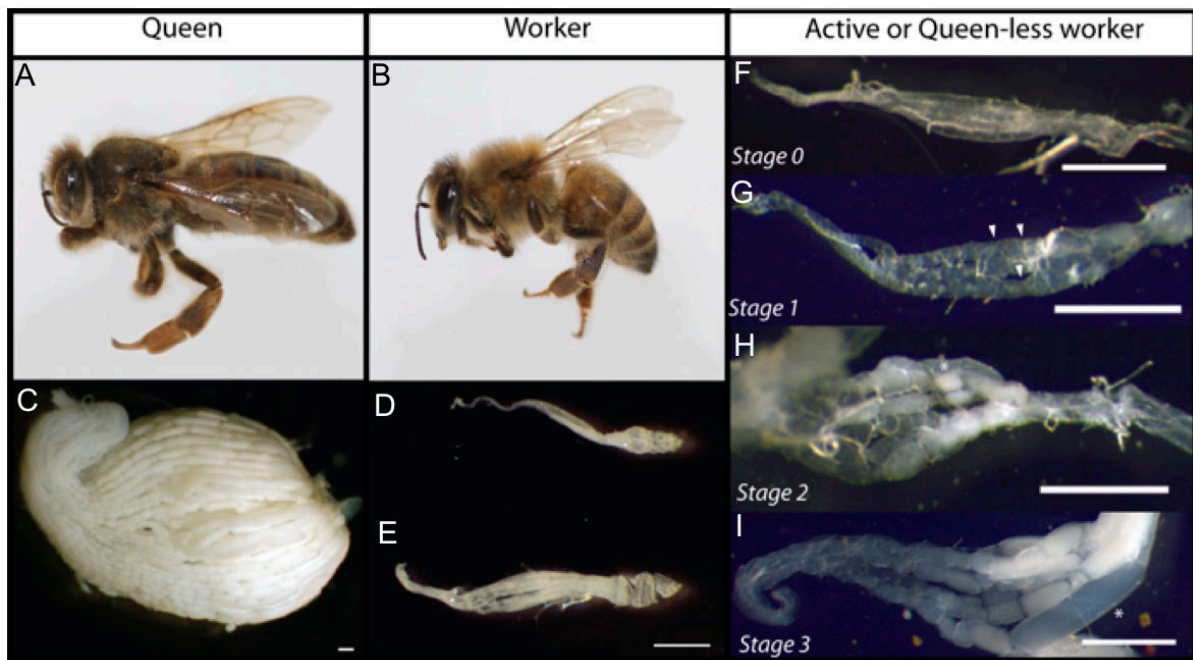 Queen
Worker
Active or Queen-less worker
A
B
C
D
E
F
Stage 0
G
Stage 1
H
*
Stage 2
I
*
Stage 3